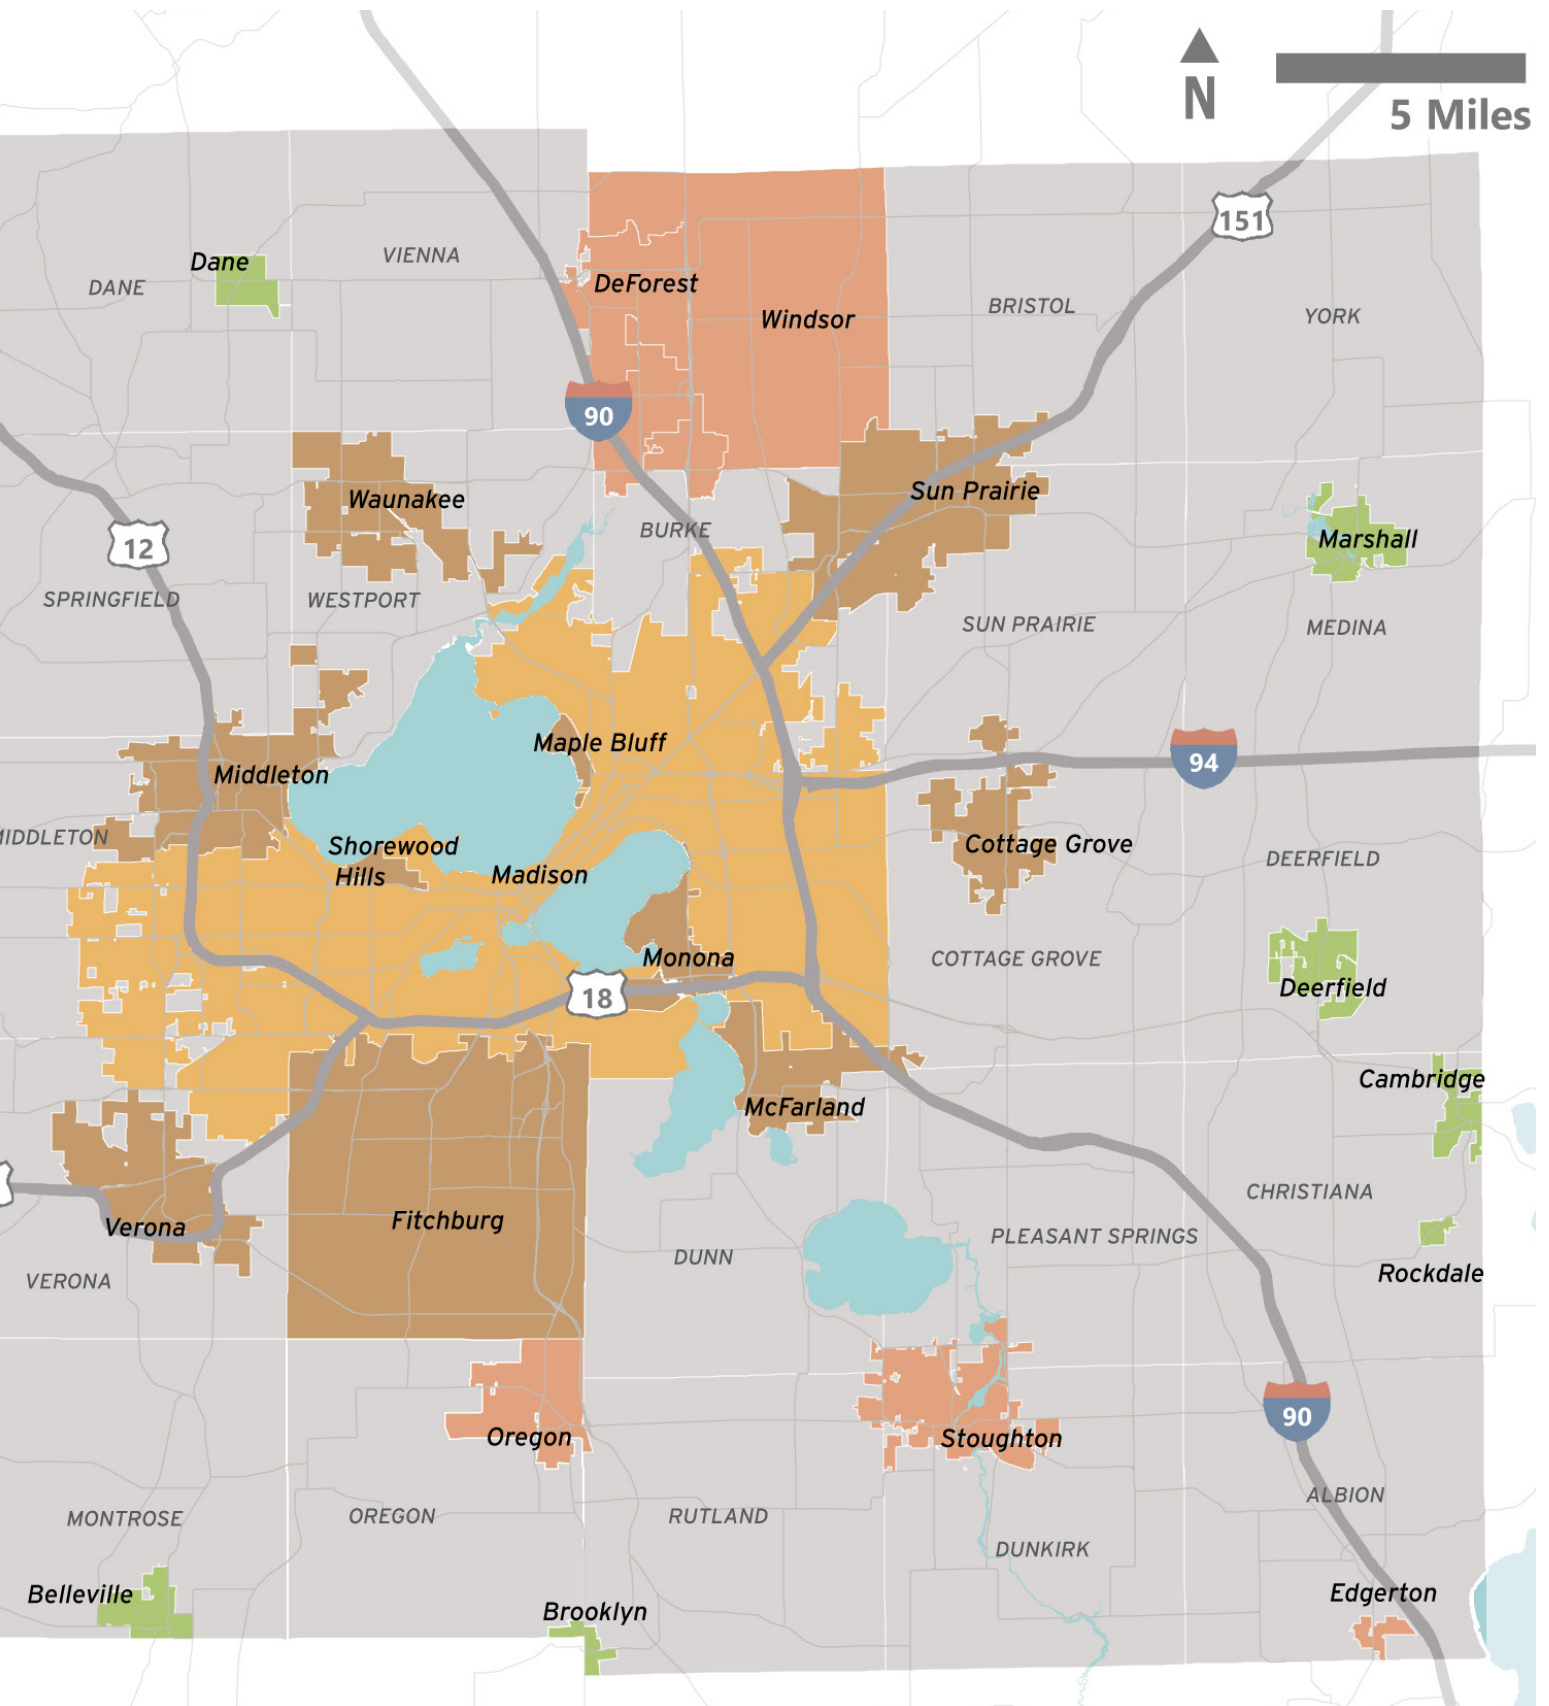 N
5 Miles
151
Dane
VIENNA
DANE
DeForest
Windsor
BRISTOL
YORK
90
Waunakee
Sun Prairie
BURKE
Marshall
12
SPRINGFIELD
WESTPORT
SUN PRAIRIE
MEDINA
Maple Bluff
Middleton
94
MIDDLETON
Shorewood
Hills
Madison
Cottage Grove
DEERFIELD
Monona
COTTAGE GROVE
Deerfield
18
Cambridge
McFarland
CHRISTIANA
Fitchburg
Verona
PLEASANT SPRINGS
DUNN
VERONA
Rockdale
90
Oregon
Stoughton
ALBION
MONTROSE
OREGON
RUTLAND
DUNKIRK
Belleville
Brooklyn
Edgerton